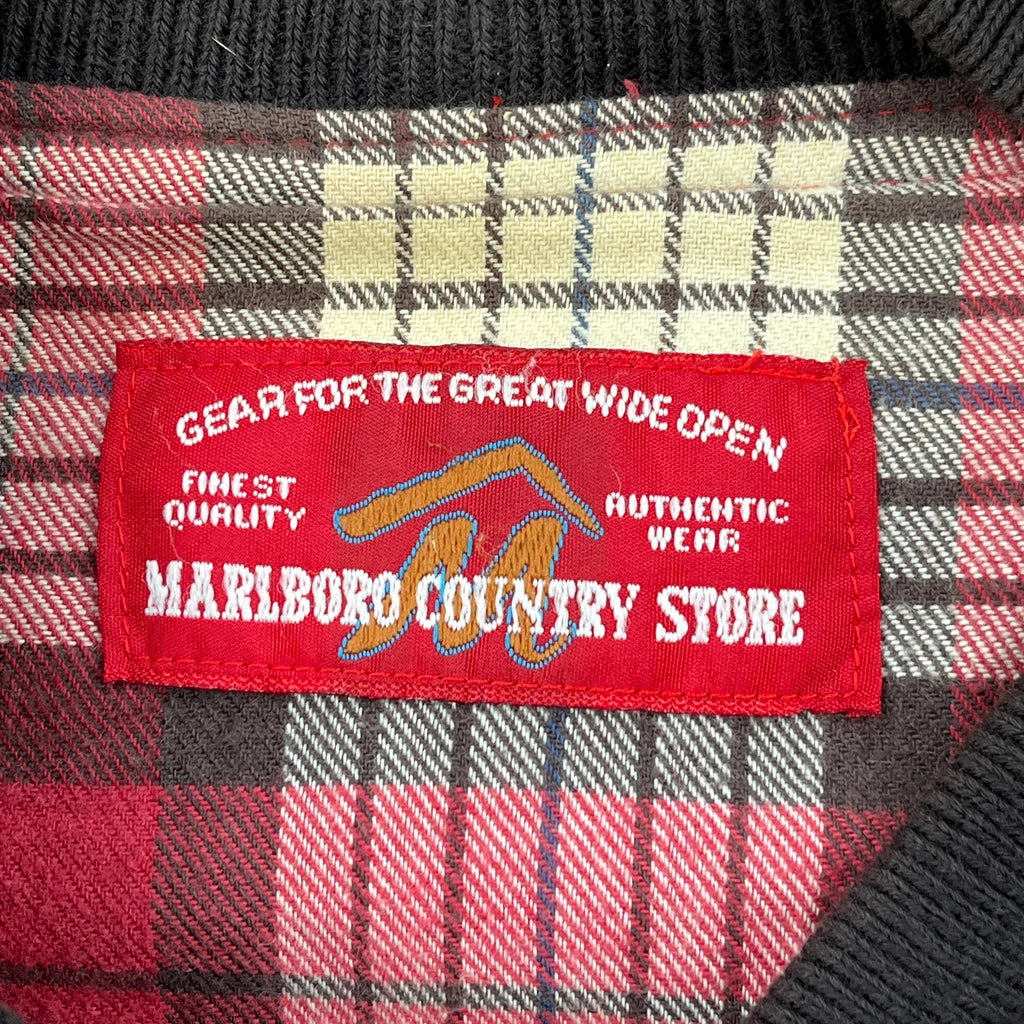 GEAR FOR THE GREAT WIDE OPEN
FINEST
QUALITY
AUTHENTIC
WEAR
MARLBORO COUNTRY STORE